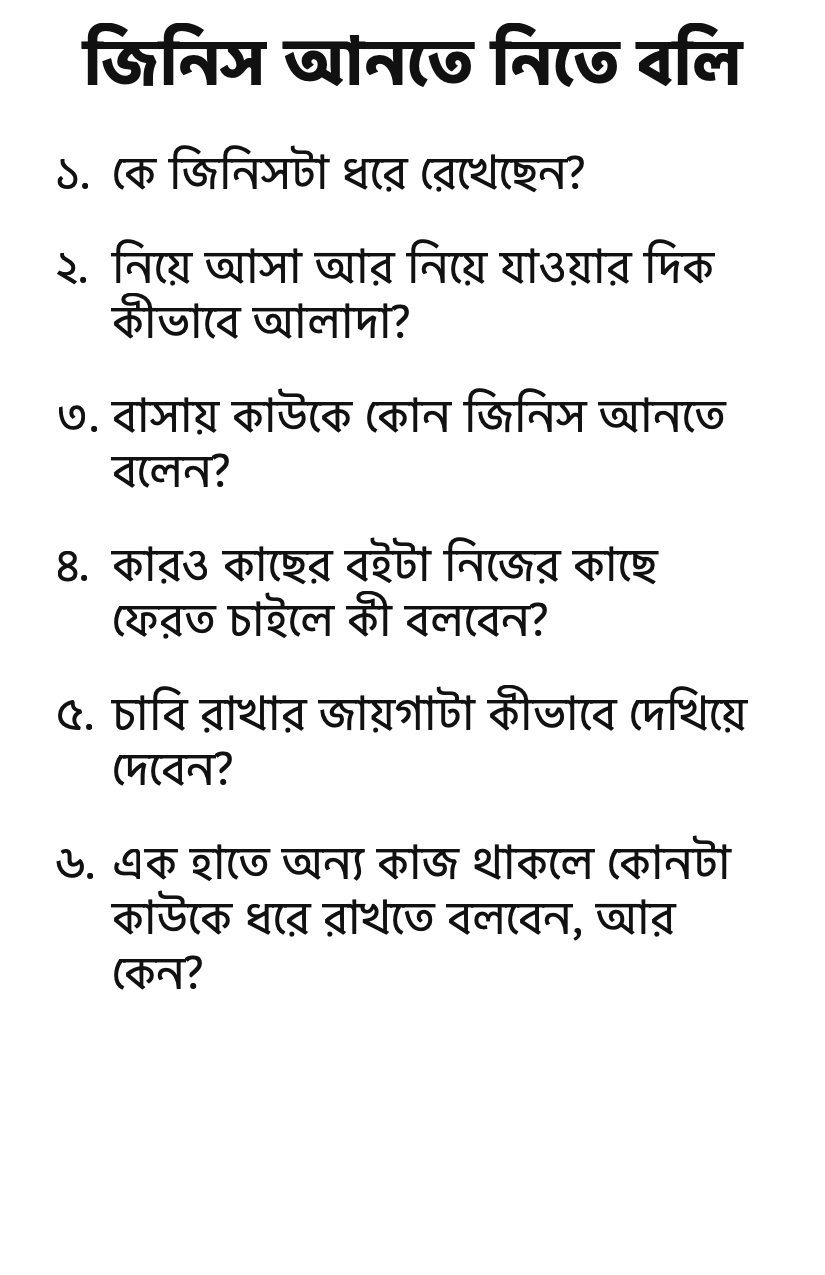 জিনিস আনতে নিতে বলি
১. কে জিনিসটা ধরে রেখেছেন?
২. নিয়ে আসা আর নিয়ে যাওয়ার দিক
কীভাবে আলাদা?
৩. বাসায় কাউকে কোন জিনিস আনতে
বলেন?
৪. কারও কাছের বইটা নিজের কাছে
ফেরত চাইলে কী বলবেন?
৫. চাবি রাখার জায়গাটা কীভাবে দেখিয়ে
দেবেন?
৬. এক হাতে অন্য কাজ থাকলে কোনটা
কাউকে ধরে রাখতে বলবেন, আর
কেন?